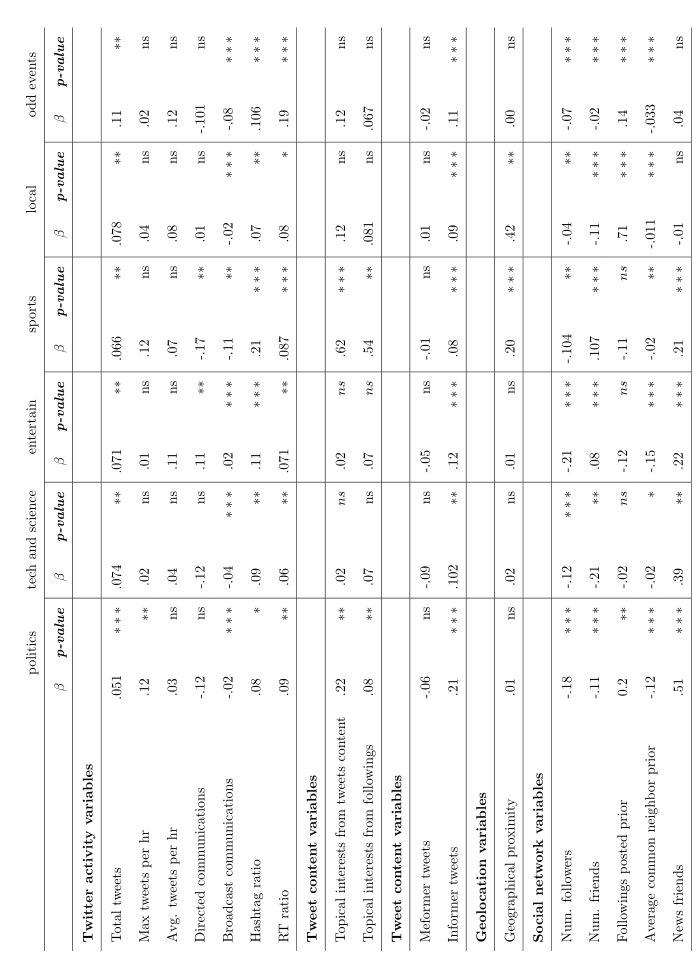 politics tech and science entertain sports local odd events
β p-value β p-value β p-value β p-value β p-value β p-value
Twitter activity variables
Total tweets .051 *** .074 ** .071 ** .066 ** .078 ** .11 **
Max tweets per hr .12 ** .02 ns .01 ns .12 ns .04 ns .02 ns
Avg. tweets per hr .03 ns .04 ns .11 ns .07 ns .08 ns .12 ns
Directed communications -.12 ns -.12 ns .11 ** -.17 ** .01 ns -.101 ns
Broadcast communications -.02 *** -.04 *** .02 *** -.11 ** -.02 *** -.08 ***
Hashtag ratio .08 * .09 ** .11 *** .21 *** .07 ** .106 ***
RT ratio .09 ** .06 ** .071 ** .087 *** .08 * .19 ***
Tweet content variables
Topical interests from tweets content .22 ** .02 ns .02 ns .62 *** .12 ns .12 ns
Topical interests from followings .08 ** .07 ns .07 ns .54 ** .081 ns .067 ns
Tweet content variables
Meformer tweets -.06 ns -.09 ns -.05 ns -.01 ns .01 ns -.02 ns
Informer tweets .21 *** .102 ** .12 *** .08 *** .09 *** .11 ***
Geolocation variables
Geographical proximity .01 ns .02 ns .01 ns .20 *** .42 ** .00 ns
Social network variables
Num. followers -.18 *** -.12 *** -.21 *** -.104 ** -.04 ** -.07 ***
Num. friends -.11 *** -.21 ** .08 *** .107 *** -.11 *** -.02 ***
Followings posted prior 0.2 ** -.02 ns -.12 ns -.11 ns .71 *** .14 ***
Average common neighbor prior -.12 *** -.02 * -.15 *** -.02 ** -.011 *** -.033 ***
News friends .51 *** .39 ** .22 *** .21 *** -.01 ns .04 ns